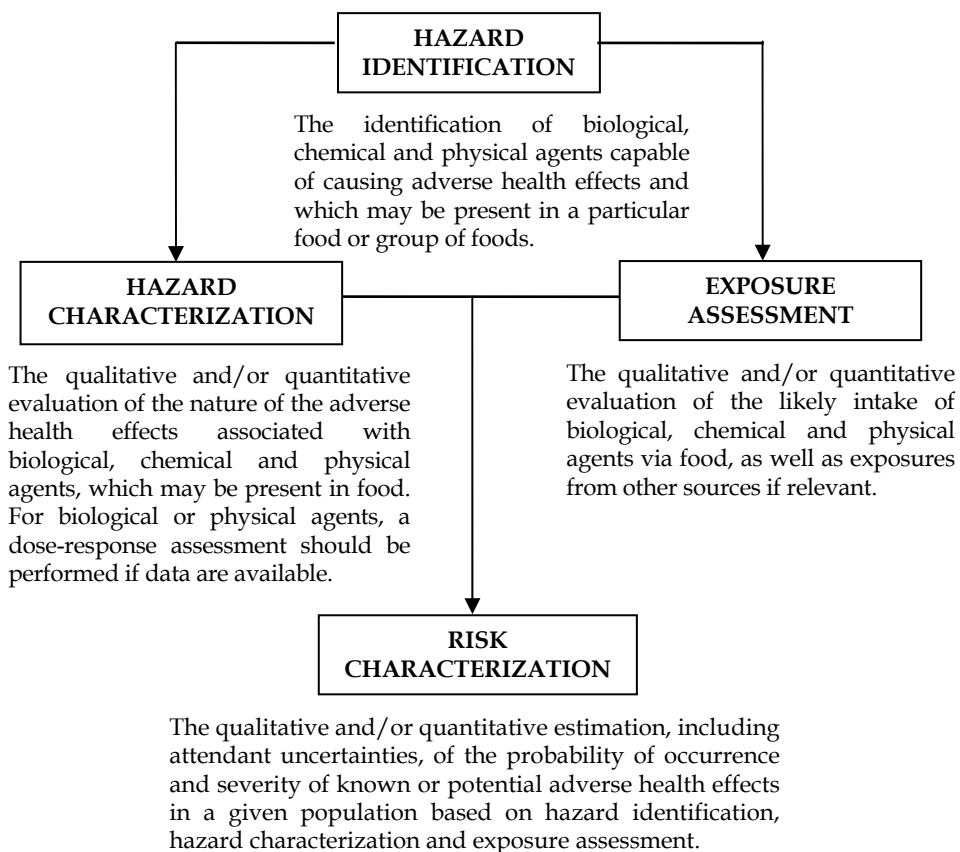 HAZARD
IDENTIFICATION
The identification of biological,
chemical and physical agents capable
of causing adverse health effects and
which may be present in a particular
food or group of foods.
HAZARD
CHARACTERIZATION
The qualitative and/or quantitative
evaluation of the nature of the adverse
health effects associated with
biological, chemical and physical
agents, which may be present in food.
For biological or physical agents, a
dose-response assessment should be
performed if data are available.
EXPOSURE
ASSESSMENT
The qualitative and/or quantitative
evaluation of the likely intake of
biological, chemical and physical
agents via food, as well as exposures
from other sources if relevant.
RISK
CHARACTERIZATION
The qualitative and/or quantitative estimation, including
attendant uncertainties, of the probability of occurrence
and severity of known or potential adverse health effects
in a given population based on hazard identification,
hazard characterization and exposure assessment.